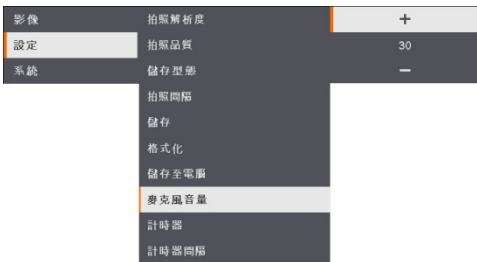 影像
設定
系統
拍照解析度
拍照品質
儲存型態
拍照間隔
儲存
格式化
儲存至電腦
麥克風音量
計時器
計時器間隔
+
30
−